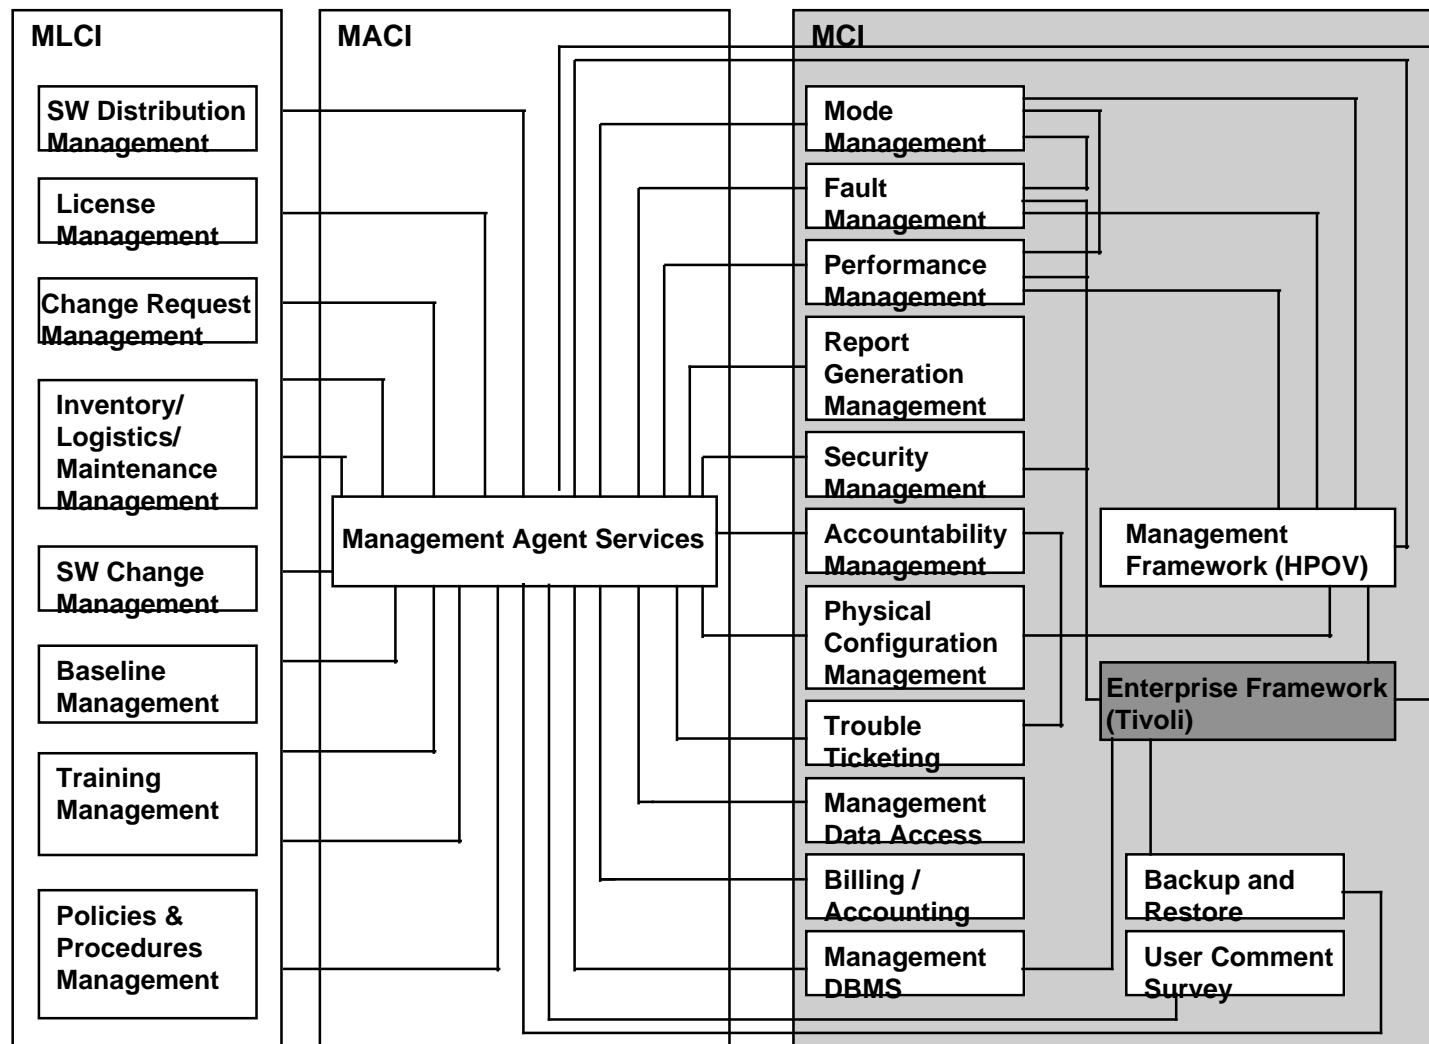 MLCI
SW Distribution
Management
License
Management
Change Request
Management
Inventory/
Logistics/
Maintenance
Management
SW Change
Management
Baseline
Management
Training
Management
Policies &
Procedures
Management
MACI
Management Agent Services
MCI
Mode
Management
Fault
Management
Performance
Management
Report
Generation
Management
Security
Management
Accountability
Management
Physical
Configuration
Management
Trouble
Ticketing
Management
Data Access
Billing /
Accounting
Management
DBMS
Management
Framework (HPOV)
Enterprise Framework
(Tivoli)
Backup and
Restore
User Comment
Survey